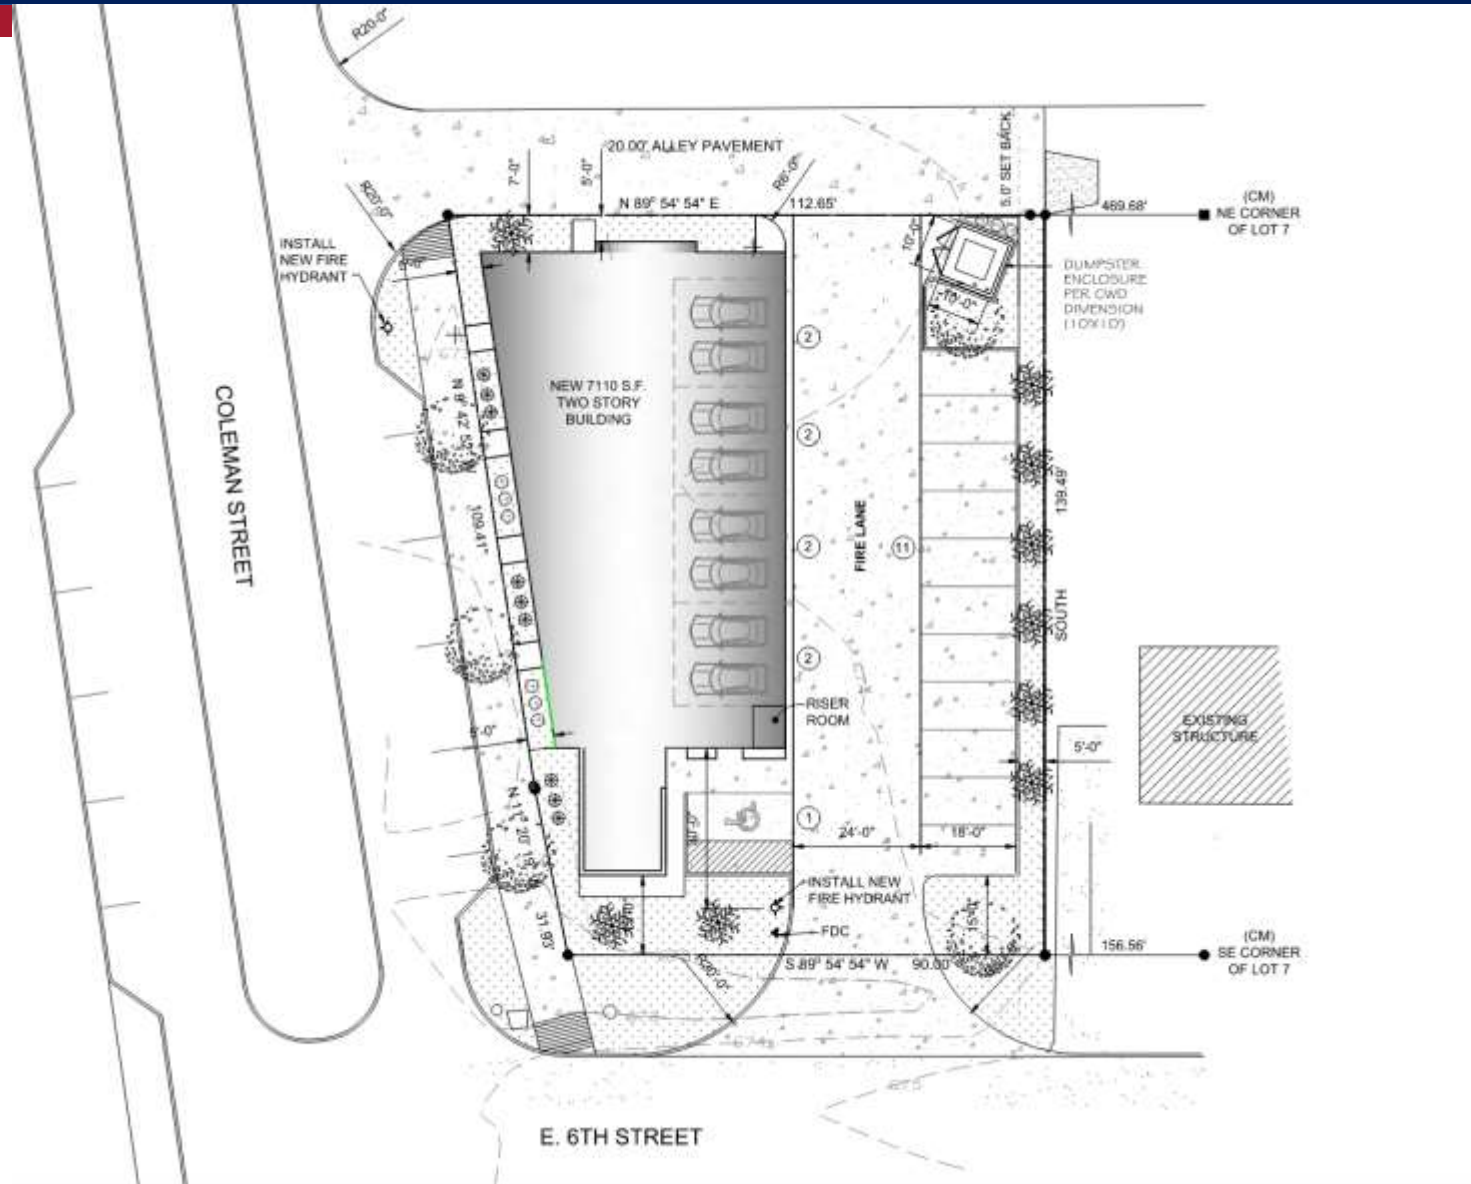 R20'-0"
20.00' ALLEY PAVEMENT
5.0' SET BACK
7'-0"
5'-0"
R6'-0"
R20'-0"
N 89° 54' 54" E
112.65'
469.68'
(CM)
NE CORNER
OF LOT 7
INSTALL
NEW FIRE
HYDRANT
10'-0"
10'-0"
DUMPSTER
ENCLOSURE
PER CWD
DIMENSION
(10X10')
NEW 7110 S.F.
TWO STORY
BUILDING
2
2
2
2
1
11
COLEMAN STREET
109.41'
FIRE LANE
139.49'
SOUTH
RISER
ROOM
EXISTING
STRUCTURE
5'-0"
24'-0"
18'-0"
INSTALL NEW
FIRE HYDRANT
FDC
15'-0"
31.93'
S 89° 54' 54" W
90.00'
156.56'
(CM)
SE CORNER
OF LOT 7
E. 6TH STREET